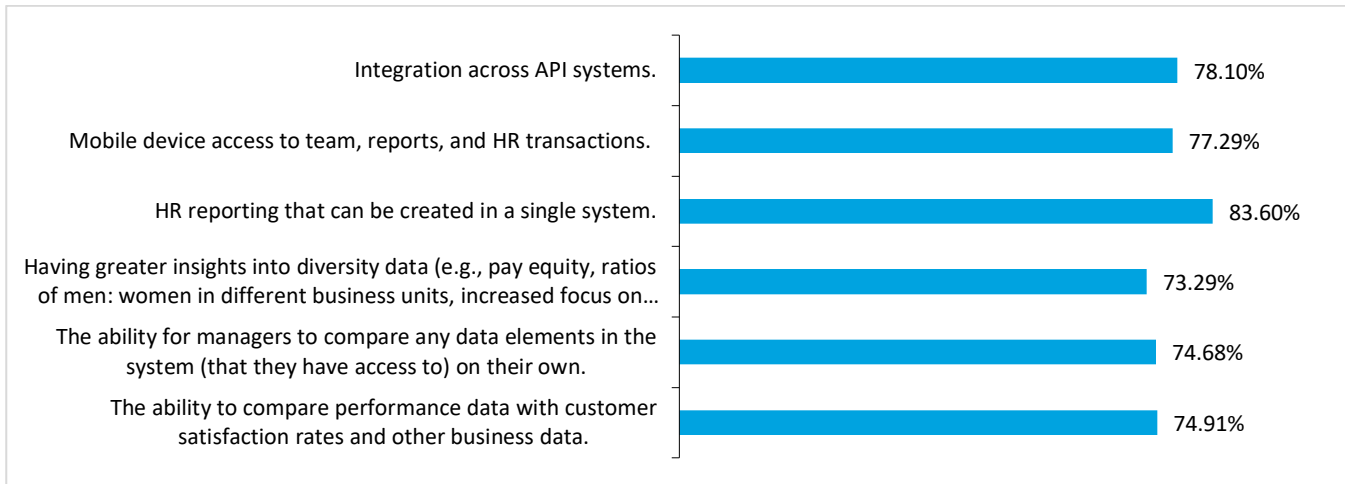 Integration across API systems.
78.10%
Mobile device access to team, reports, and HR transactions.
77.29%
HR reporting that can be created in a single system.
83.60%
Having greater insights into diversity data (e.g., pay equity, ratios
of men: women in different business units, increased focus on...
73.29%
The ability for managers to compare any data elements in the
system (that they have access to) on their own.
74.68%
The ability to compare performance data with customer
satisfaction rates and other business data.
74.91%